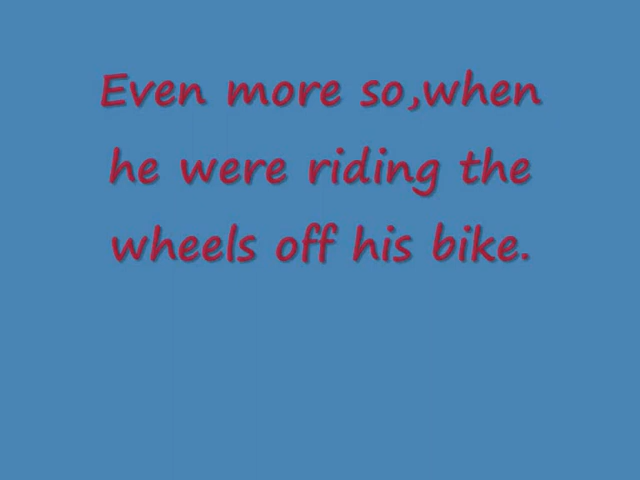 Even more so,when
he were riding the
wheels off his bike.